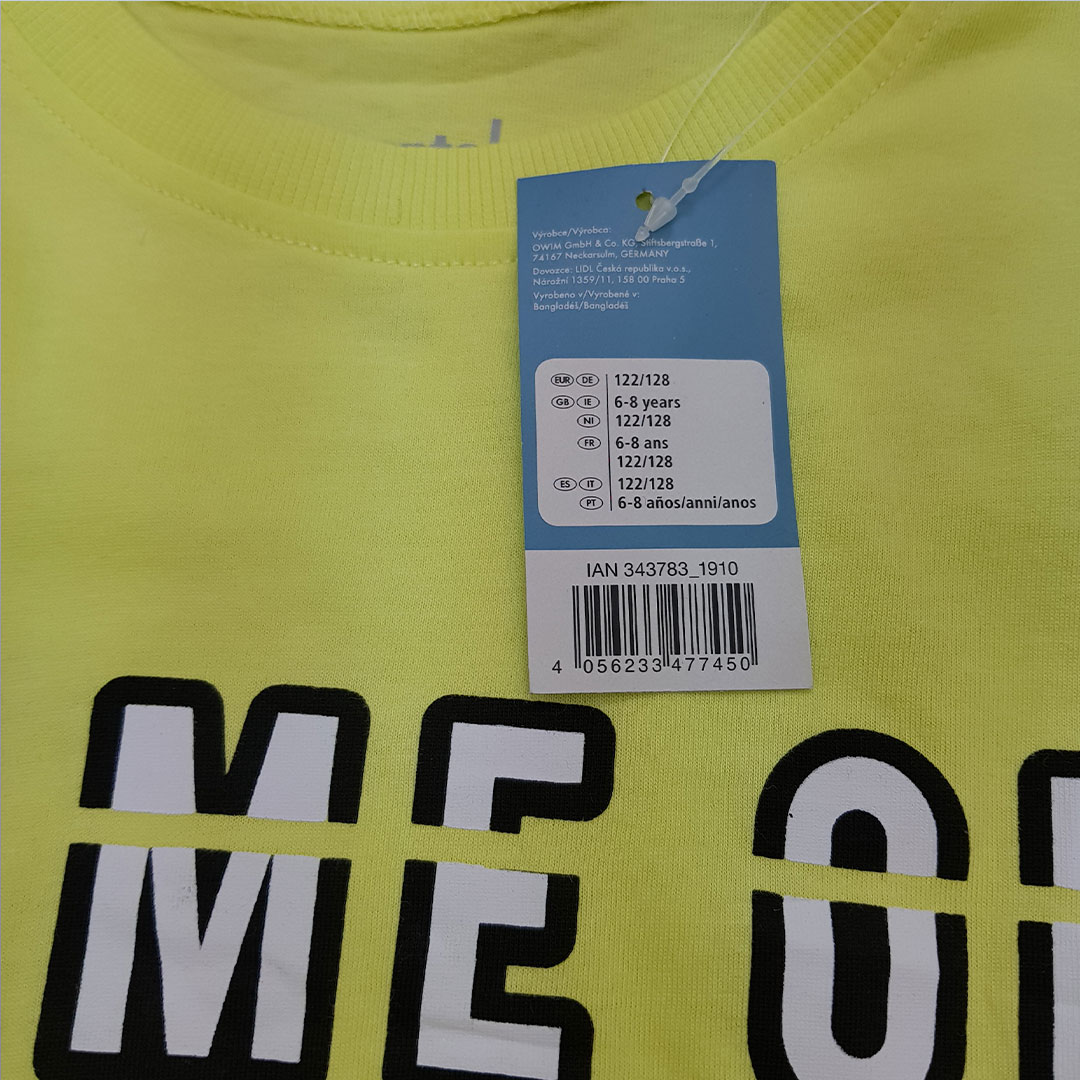 Výrobce/Výrobca:
OWIM GmbH & Co. KG, Stiftsbergstraße 1,
74167 Neckarsulm, GERMANY
Dovozce: LIDL Česká republika v.o.s.,
Nárožní 1359/11, 158 00 Praha 5
Vyrobeno v/Vyrobené v:
Bangladéš/Bangladéš
EUR DE 122/128
GB IE 6-8 years
NI 122/128
FR 6-8 ans
122/128
ES IT 122/128
PT 6-8 años/anni/anos
IAN 343783_1910
4 056233 477450
ME